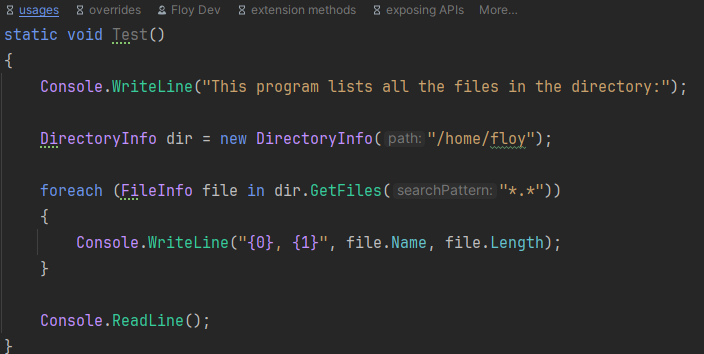 usages overrides Floy Dev extension methods exposing APIs More...
static void Test()
{
    Console.WriteLine("This program lists all the files in the directory:");
    DirectoryInfo dir = new DirectoryInfo( path: "/home/floy");
    foreach (FileInfo file in dir.GetFiles( searchPattern: "*.*"))
    {
        Console.WriteLine("{0}, {1}", file.Name, file.Length);
    }
    Console.ReadLine();
}